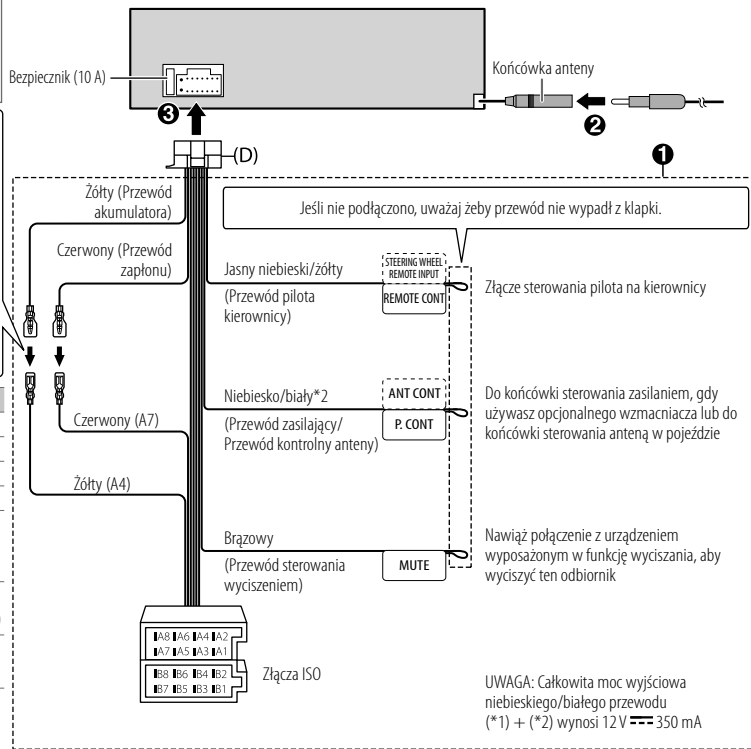 Bezpiecznik (10 A)
Końcówka anteny
❸
❷
(D)
❶
Żółty (Przewód
akumulatora)
Jeśli nie podłączono, uważaj żeby przewód nie wypadł z klapki.
Czerwony (Przewód
zapłonu)
Jasny niebieski/żółty
(Przewód pilota
kierownicy)
STEERING WHEEL
REMOTE INPUT
REMOTE CONT
Złącze sterowania pilota na kierownicy
Niebiesko/biały*2
(Przewód zasilający/
Przewód kontrolny anteny)
ANT CONT
P. CONT
Do końcówki sterowania zasilaniem, gdy
używasz opcjonalnego wzmacniacza lub do
końcówki sterowania anteną w pojeździe
Czerwony (A7)
Żółty (A4)
Brązowy
(Przewód sterowania
wyciszeniem)
MUTE
Nawiąż połączenie z urządzeniem
wyposażonym w funkcję wyciszania, aby
wyciszyć ten odbiornik
A8 A6 A4 A2
A7 A5 A3 A1
B8 B6 B4 B2
B7 B5 B3 B1
Złącza ISO
UWAGA: Całkowita moc wyjściowa
niebieskiego/białego przewodu
(*1) + (*2) wynosi 12 V ⎓ 350 mA